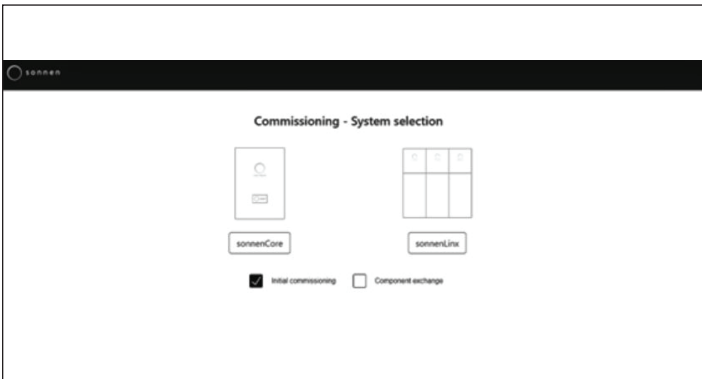 sonnen
Commissioning - System selection
sonnenCore
sonnenLinx
Initial commissioning
Component exchange